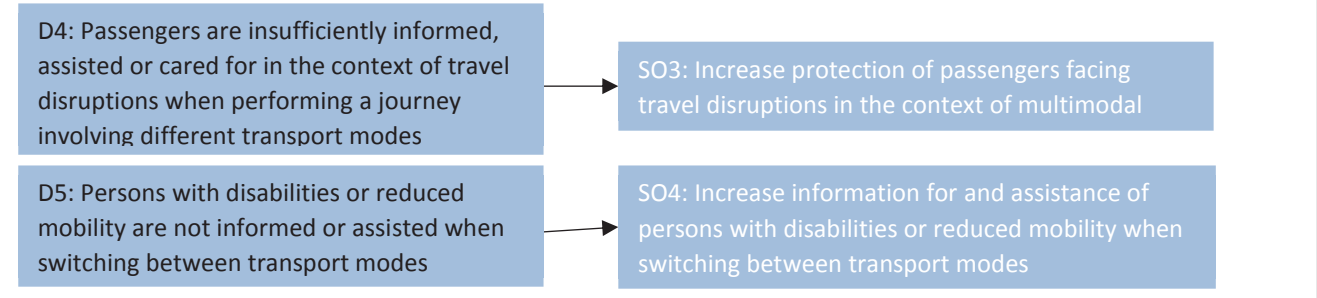 D4: Passengers are insufficiently informed,
assisted or cared for in the context of travel
disruptions when performing a journey
involving different transport modes
SO3: Increase protection of passengers facing
travel disruptions in the context of multimodal
D5: Persons with disabilities or reduced
mobility are not informed or assisted when
switching between transport modes
SO4: Increase information for and assistance of
persons with disabilities or reduced mobility when
switching between transport modes